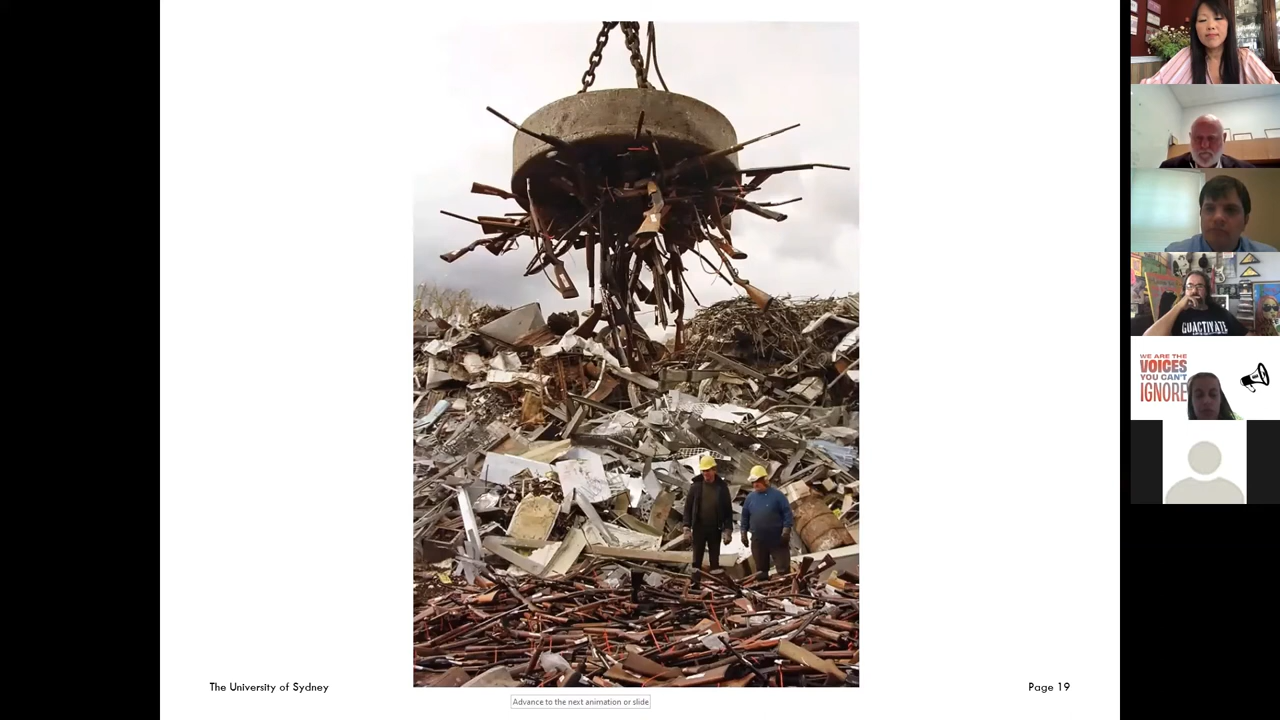 The University of Sydney
Page 19
Advance to the next animation or slide
GUACTIVATE
WE ARE THE
VOICES
YOU CAN'T
IGNORE